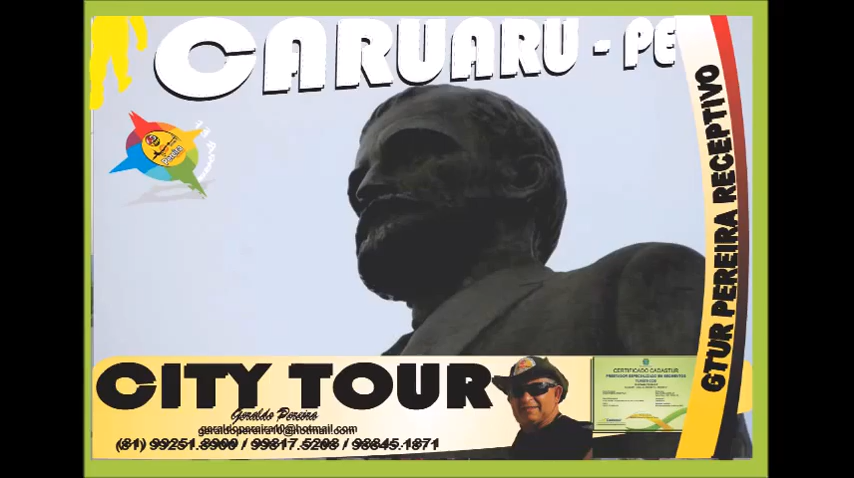 CARUARU - PE
Pereira
GTUR PEREIRA RECEPTIVO
CITY TOUR
Geraldo Pereira
geraldopereira10@hotmail.com
(81) 99251.8900 / 99817.5208 / 98845.1871
CERTIFICADO CADASTUR